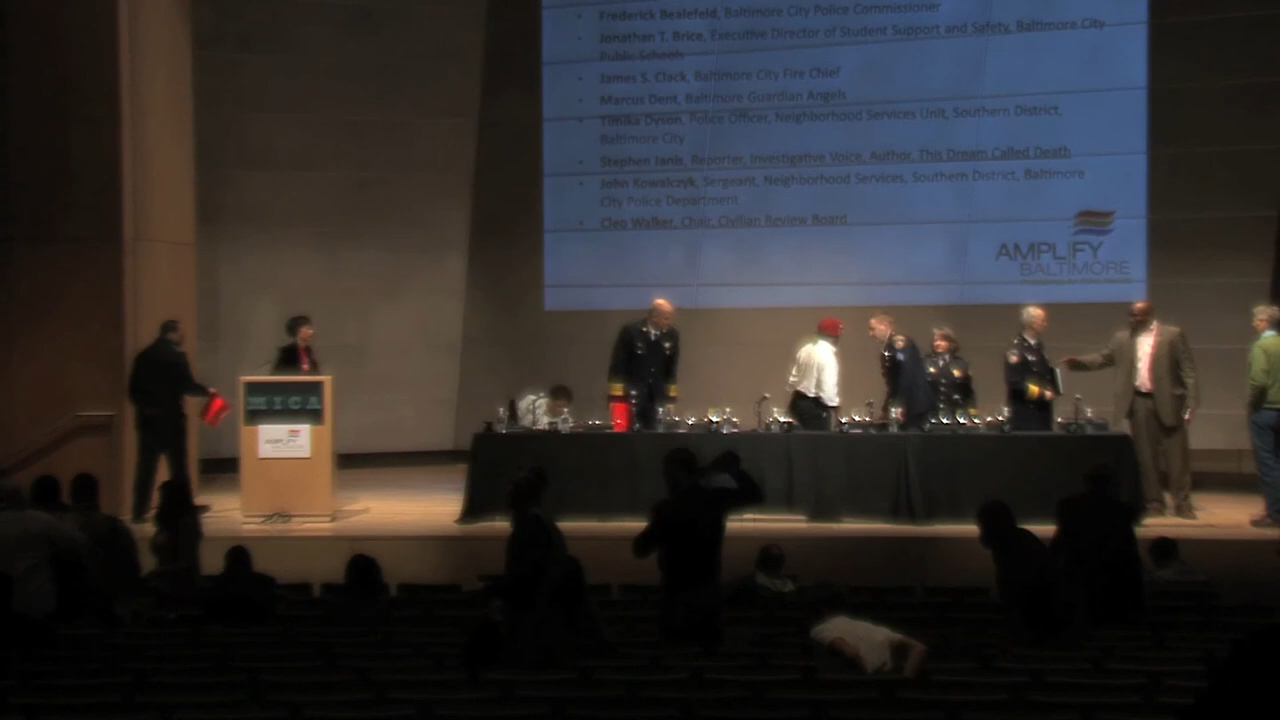 • Frederick Bealefeld, Baltimore City Police Commissioner
• Jonathan T. Brice, Executive Director of Student Support and Safety, Baltimore City
Public Schools
• James S. Clack, Baltimore City Fire Chief
• Marcus Dent, Baltimore Guardian Angels
• Timika Dyson, Police Officer, Neighborhood Services Unit, Southern District,
Baltimore City
• Stephen Janis, Reporter, Investigative Voice, Author, This Dream Called Death
• John Kowalczyk, Sergeant, Neighborhood Services, Southern District, Baltimore
City Police Department
• Cleo Walker, Chair, Civilian Review Board
AMPLIFY
BALTIMORE
MICA
AMPLIFY